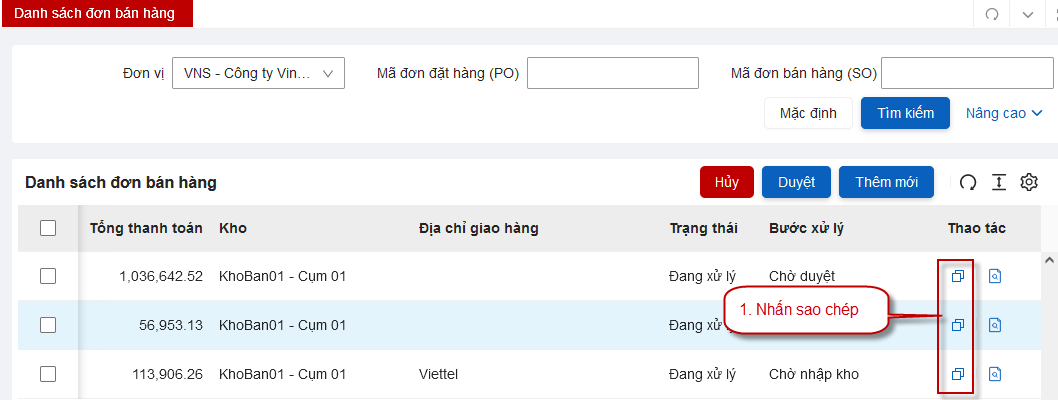 Danh sách đơn bán hàng
Đơn vị VNS - Công ty Vin... Mã đơn đặt hàng (PO) Mã đơn bán hàng (SO)
Mặc định Tìm kiếm Nâng cao
Danh sách đơn bán hàng Hủy Duyệt Thêm mới
Tổng thanh toán Kho Địa chỉ giao hàng Trạng thái Bước xử lý Thao tác
1,036,642.52 KhoBan01 - Cụm 01 Đang xử lý Chờ duyệt
1. Nhấn sao chép
56,953.13 KhoBan01 - Cụm 01 Đang xử
113,906.26 KhoBan01 - Cụm 01 Viettel Đang xử lý Chờ nhập kho